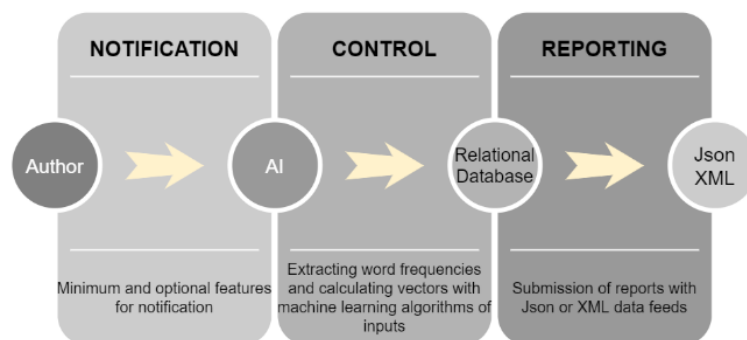 NOTIFICATION
CONTROL
REPORTING
Author
AI
Relational
Database
Json
XML
Minimum and optional features
for notification
Extracting word frequencies
and calculating vectors with
machine learning algorithms of
inputs
Submission of reports with
Json or XML data feeds